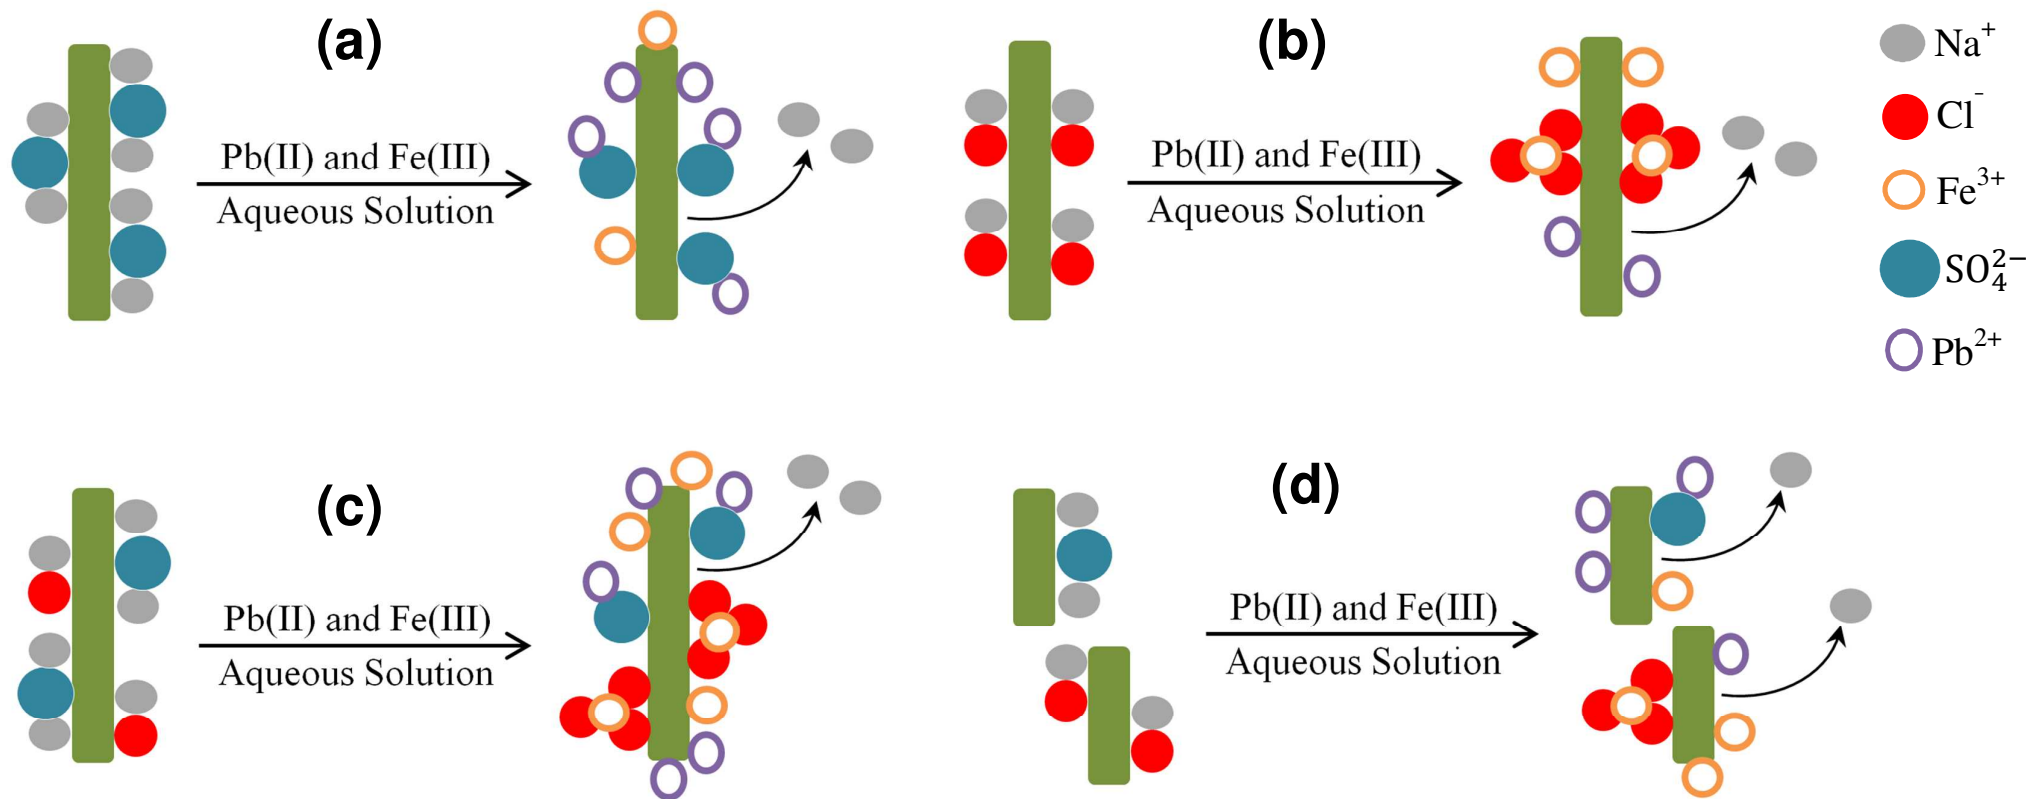 (a)
Pb(II) and Fe(III)
Aqueous Solution
(b)
Pb(II) and Fe(III)
Aqueous Solution
Na⁺
Cl⁻
Fe³⁺
SO₄²⁻
Pb²⁺
(c)
Pb(II) and Fe(III)
Aqueous Solution
(d)
Pb(II) and Fe(III)
Aqueous Solution